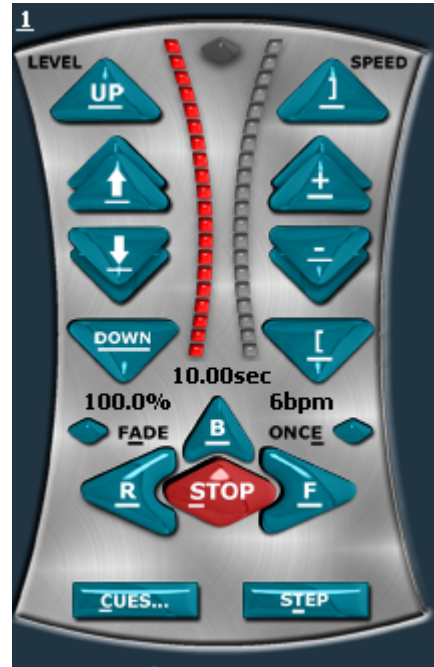 1
LEVEL
SPEED
UP
]
+
-
DOWN
[
10.00sec
100.0%
6bpm
FADE
B
ONCE
R
STOP
F
CUES...
STEP